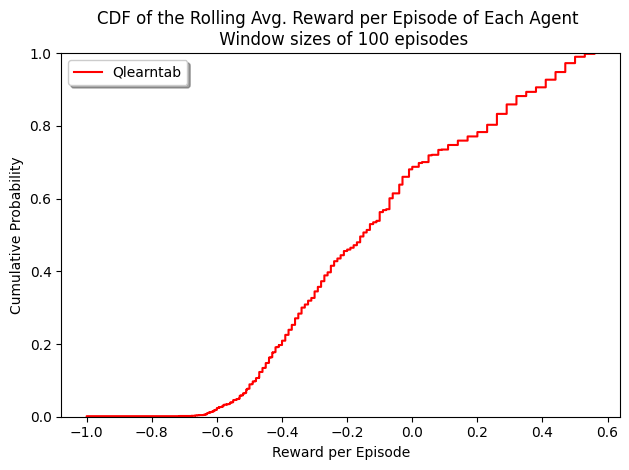 CDF of the Rolling Avg. Reward per Episode of Each Agent
Window sizes of 100 episodes
Qlearntab
Cumulative Probability
1.0
0.8
0.6
0.4
0.2
0.0
−1.0 −0.8 −0.6 −0.4 −0.2 0.0 0.2 0.4 0.6
Reward per Episode